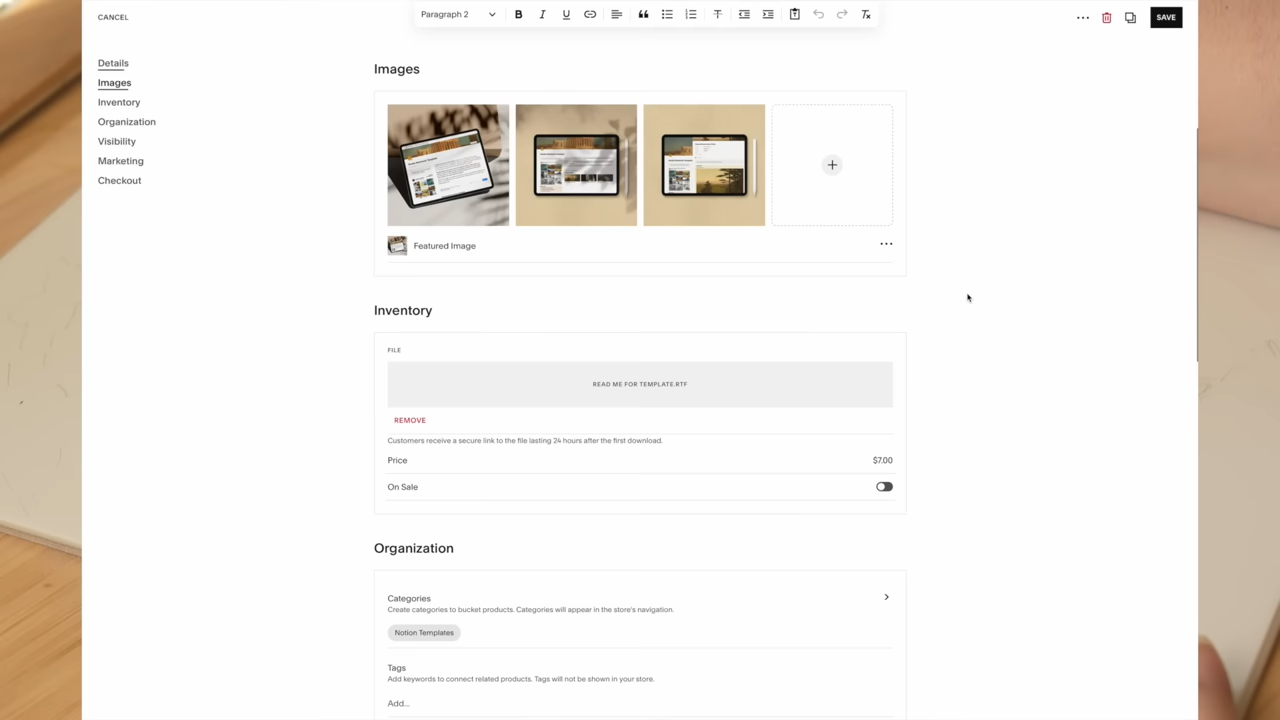 CANCEL
Paragraph 2
SAVE
Details
Images
Inventory
Organization
Visibility
Marketing
Checkout
Images
Featured Image
Inventory
FILE
READ ME FOR TEMPLATE.RTF
REMOVE
Customers receive a secure link to the file lasting 24 hours after the first download.
Price
$7.00
On Sale
Organization
Categories
Create categories to bucket products. Categories will appear in the store's navigation.
Notion Templates
Tags
Add keywords to connect related products. Tags will not be shown in your store.
Add...